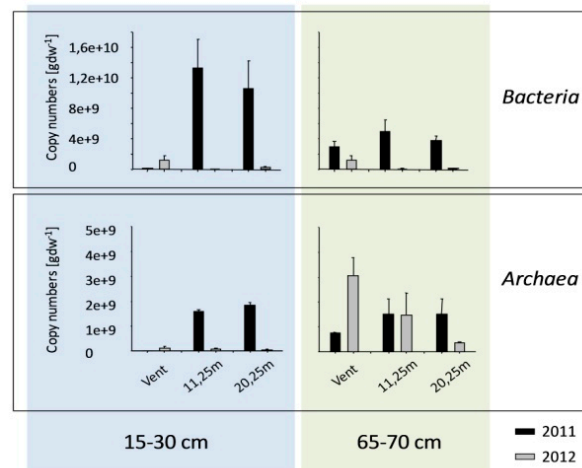 Copy numbers [gdw-1]
1,6e+10
1,2e+10
8e+9
4e+9
0
Bacteria
Copy numbers [gdw-1]
5e+9
4e+9
3e+9
2e+9
1e+9
0
Archaea
Vent 11,25m 20,25m Vent 11,25m 20,25m
15-30 cm 65-70 cm
2011
2012